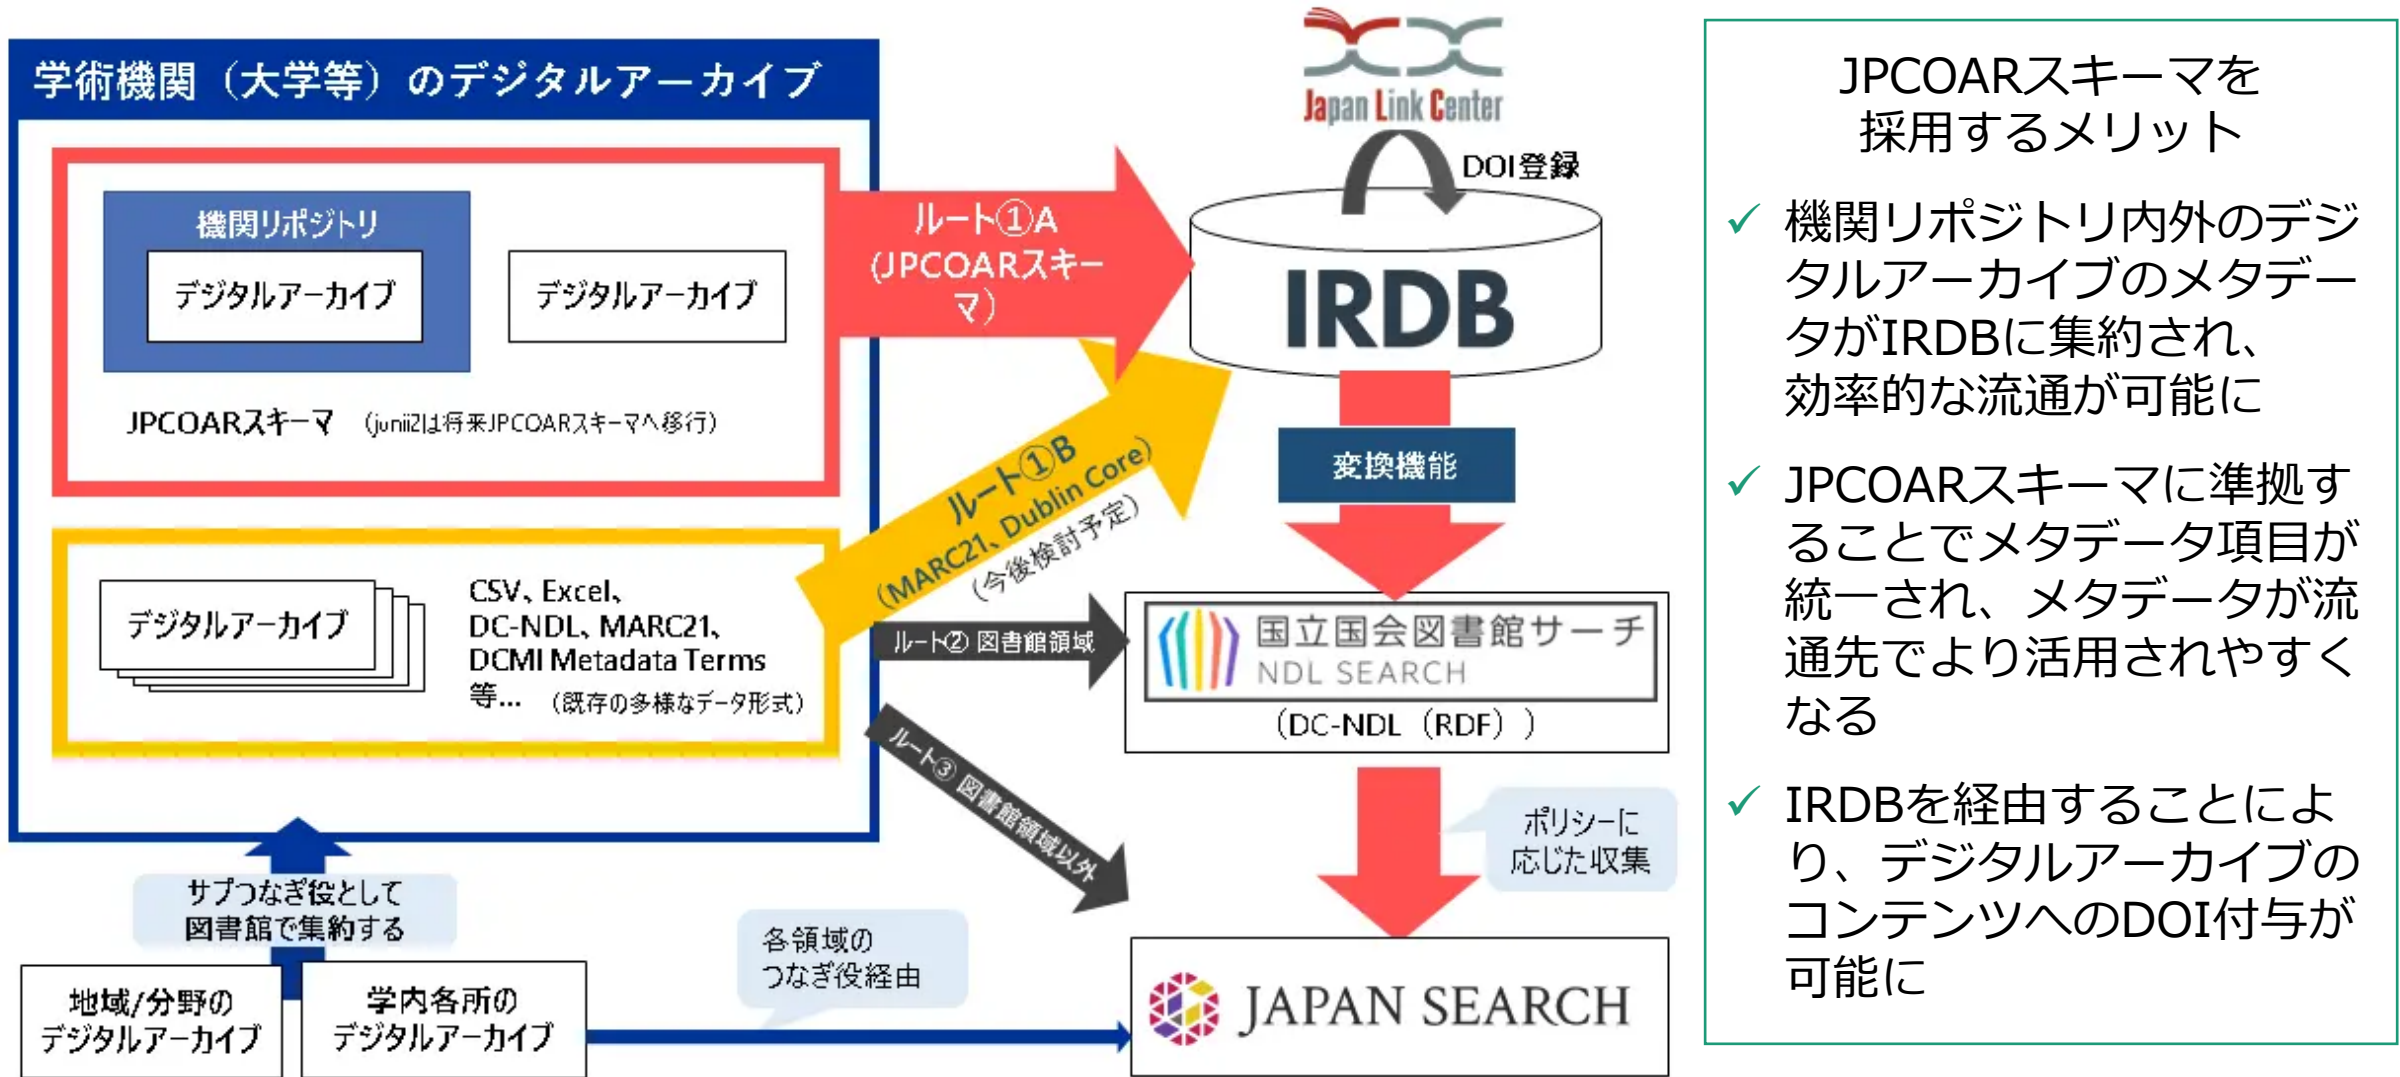 学術機関（大学等）のデジタルアーカイブ
機関リポジトリ
デジタルアーカイブ
デジタルアーカイブ
JPCOARスキーマ （junii2は将来JPCOARスキーマへ移行）
デジタルアーカイブ
CSV、Excel、
DC-NDL、MARC21、
DCMI Metadata Terms
等... （既存の多様なデータ形式）
サブつなぎ役として
図書館で集約する
地域/分野の
デジタルアーカイブ
学内各所の
デジタルアーカイブ
ルート①A
(JPCOARスキー
マ）
ルート①B
（MARC21、Dublin Core）
（今後検討予定）
ルート② 図書館領域
ルート③ 図書館領域以外
各領域の
つなぎ役経由
Japan Link Center
DOI登録
IRDB
変換機能
国立国会図書館サーチ
NDL SEARCH
（DC-NDL（RDF））
ポリシーに
応じた収集
JAPAN SEARCH
JPCOARスキーマを
採用するメリット
✓ 機関リポジトリ内外のデジ
タルアーカイブのメタデー
タがIRDBに集約され、
効率的な流通が可能に
✓ JPCOARスキーマに準拠す
ることでメタデータ項目が
統一され、メタデータが流
通先でより活用されやすく
なる
✓ IRDBを経由することによ
り、デジタルアーカイブの
コンテンツへのDOI付与が
可能に